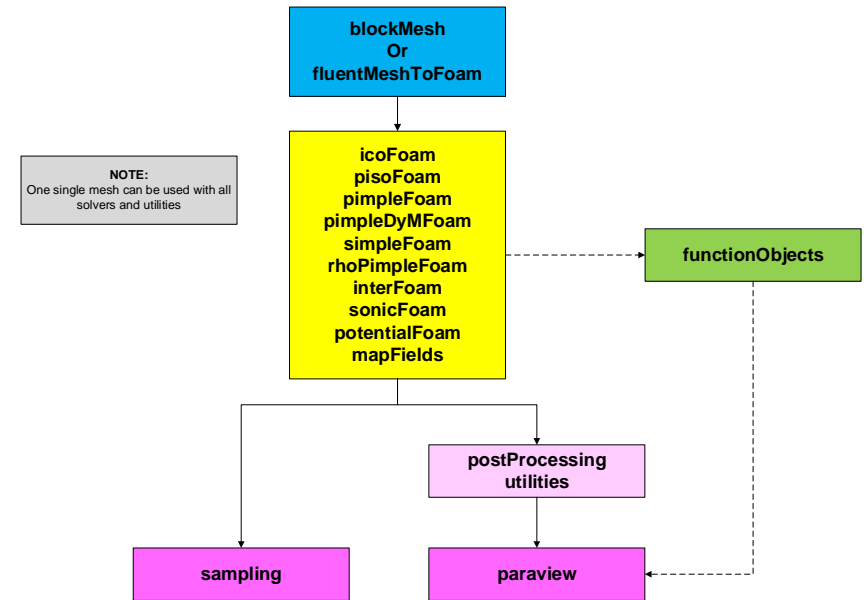 blockMesh
Or
fluentMeshToFoam
NOTE:
One single mesh can be used with all
solvers and utilities
icoFoam
pisoFoam
pimpleFoam
pimpleDyMFoam
simpleFoam
rhoPimpleFoam
interFoam
sonicFoam
potentialFoam
mapFields
functionObjects
postProcessing
utilities
sampling
paraview